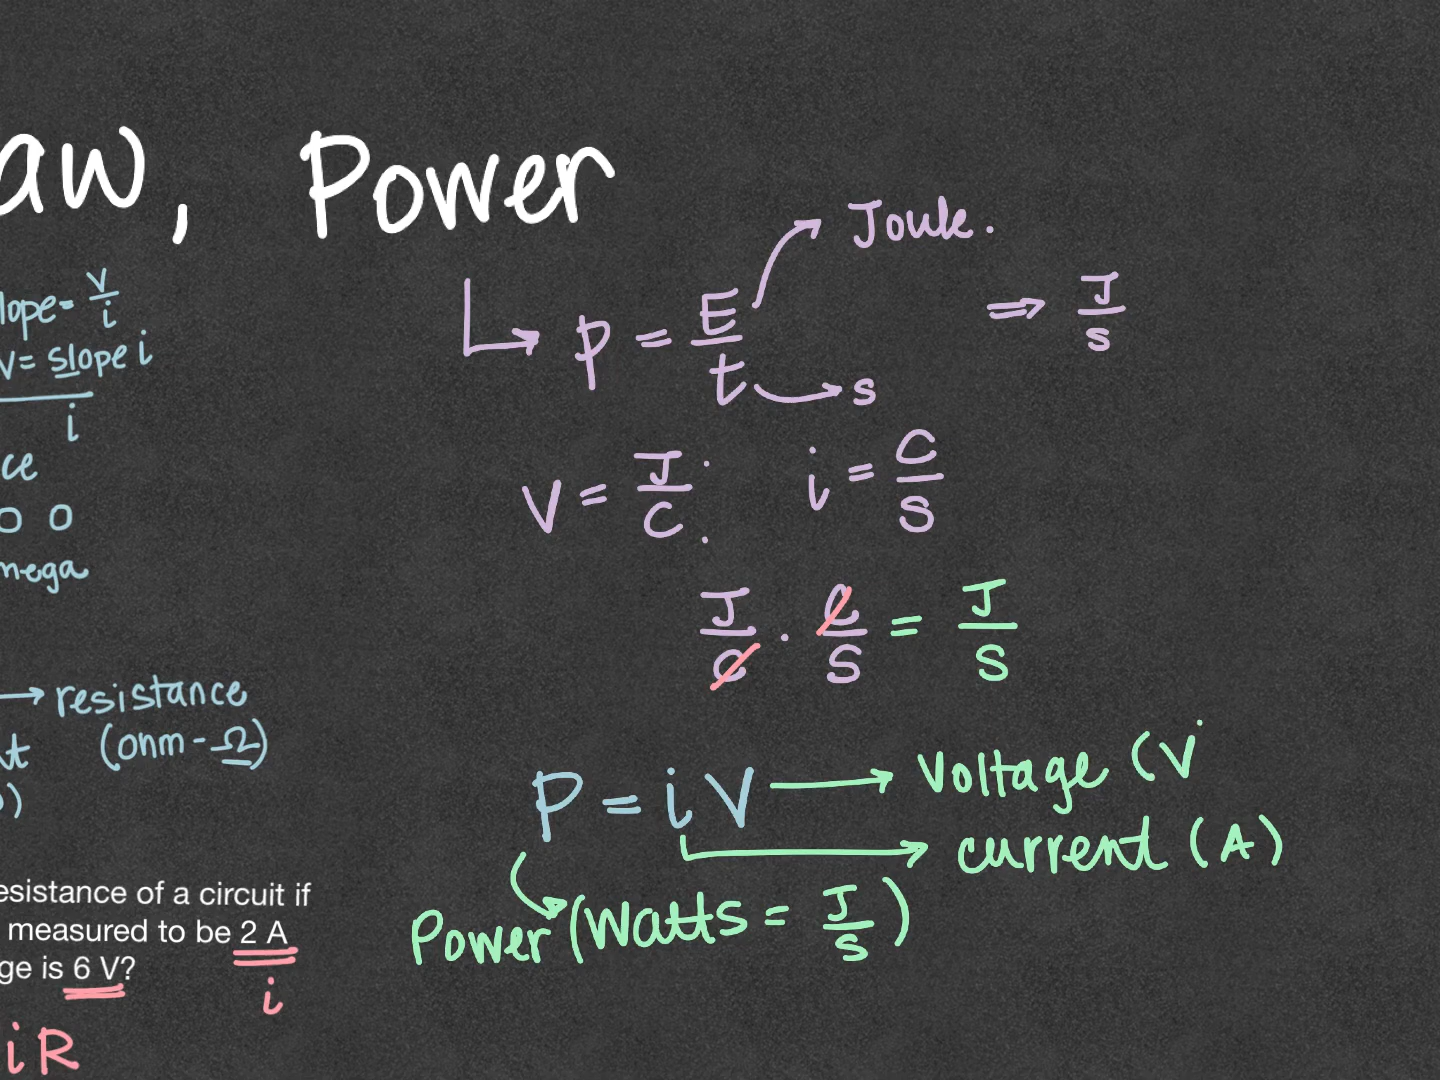 aw, Power
lope = V/i
V = slope i
i
ce
O O
mega
→ resistance
(ohm - Ω)
esistance of a circuit if
measured to be 2 A
ge is 6 V?
i
iR
↳ P = E/t
→ Joule.
→ s
⇒ J/s
V = J/C
i = C/S
J/C · C/S = J/S
P = i V → Voltage (V
→ current (A)
Power (Watts = J/s)